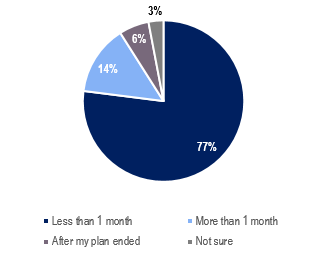 3%
6%
14%
77%
Less than 1 month
More than 1 month
After my plan ended
Not sure